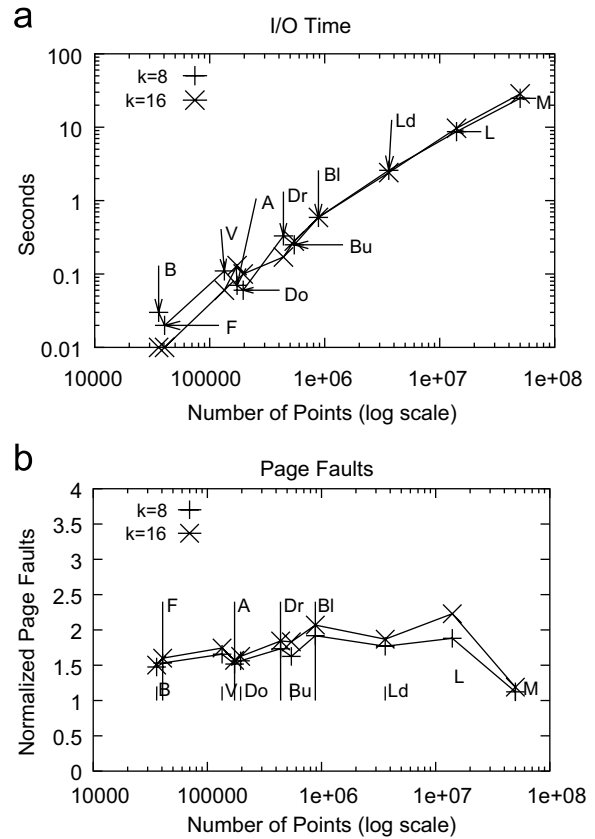 a
I/O Time
100
10
1
0.1
0.01
Seconds
k=8
k=16
B
V
A
F
Do
Dr
Bl
Bu
Ld
L
M
10000
100000
1e+06
1e+07
1e+08
Number of Points (log scale)
b
Page Faults
4
3.5
3
2.5
2
1.5
1
0.5
0
Normalized Page Faults
k=8
k=16
F
A
Dr
Bl
B
V
Do
Bu
Ld
L
M
10000
100000
1e+06
1e+07
1e+08
Number of Points (log scale)